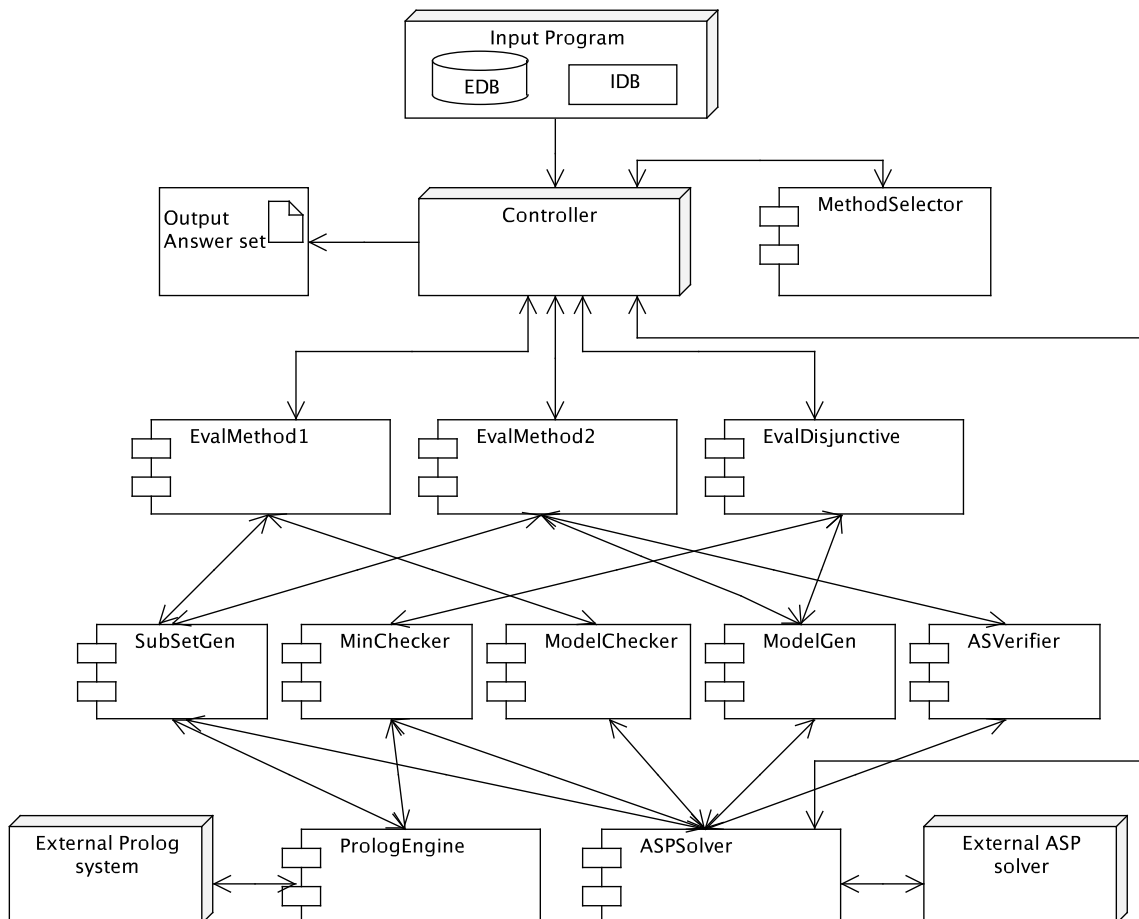 Input Program
EDB
IDB
Output
Answer set
Controller
MethodSelector
EvalMethod1
EvalMethod2
EvalDisjunctive
SubSetGen
MinChecker
ModelChecker
ModelGen
ASVerifier
External Prolog
system
PrologEngine
ASPSolver
External ASP
solver